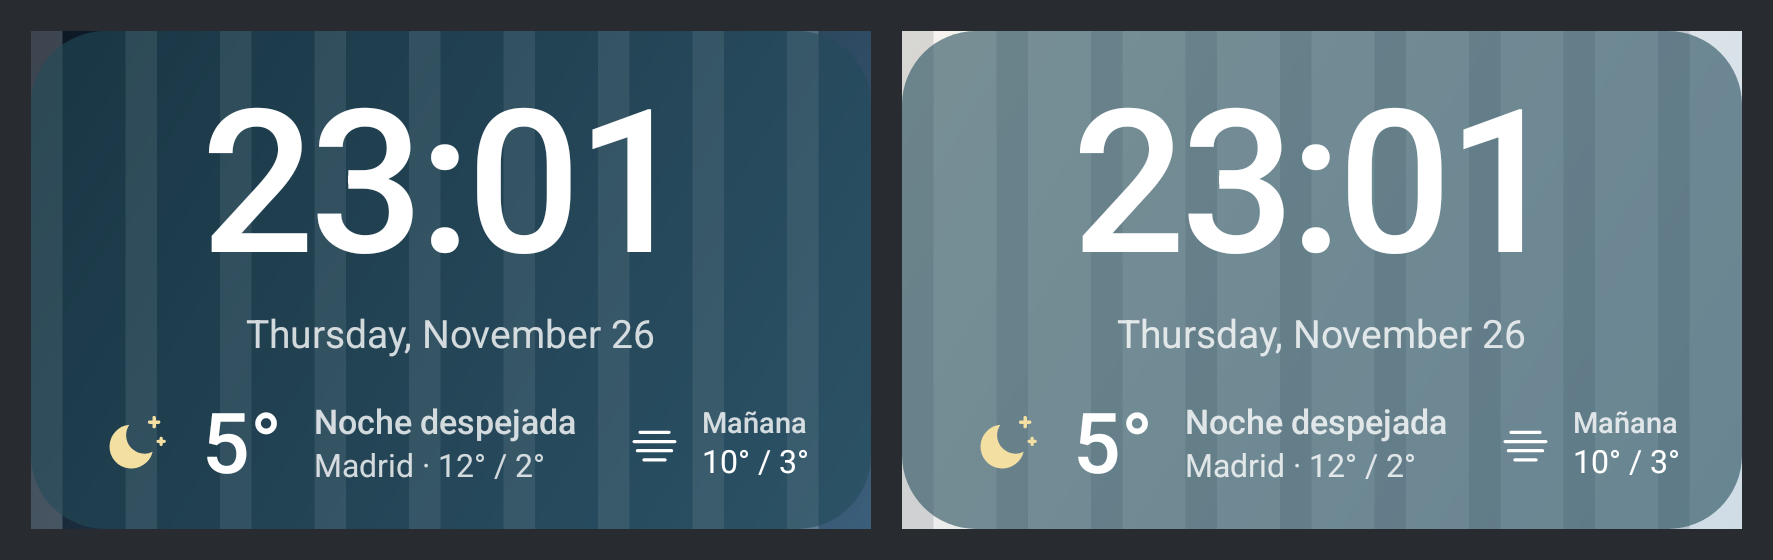 23:01
Thursday, November 26
5°
Noche despejada
Madrid · 12° / 2°
Mañana
10° / 3°
23:01
Thursday, November 26
5°
Noche despejada
Madrid · 12° / 2°
Mañana
10° / 3°